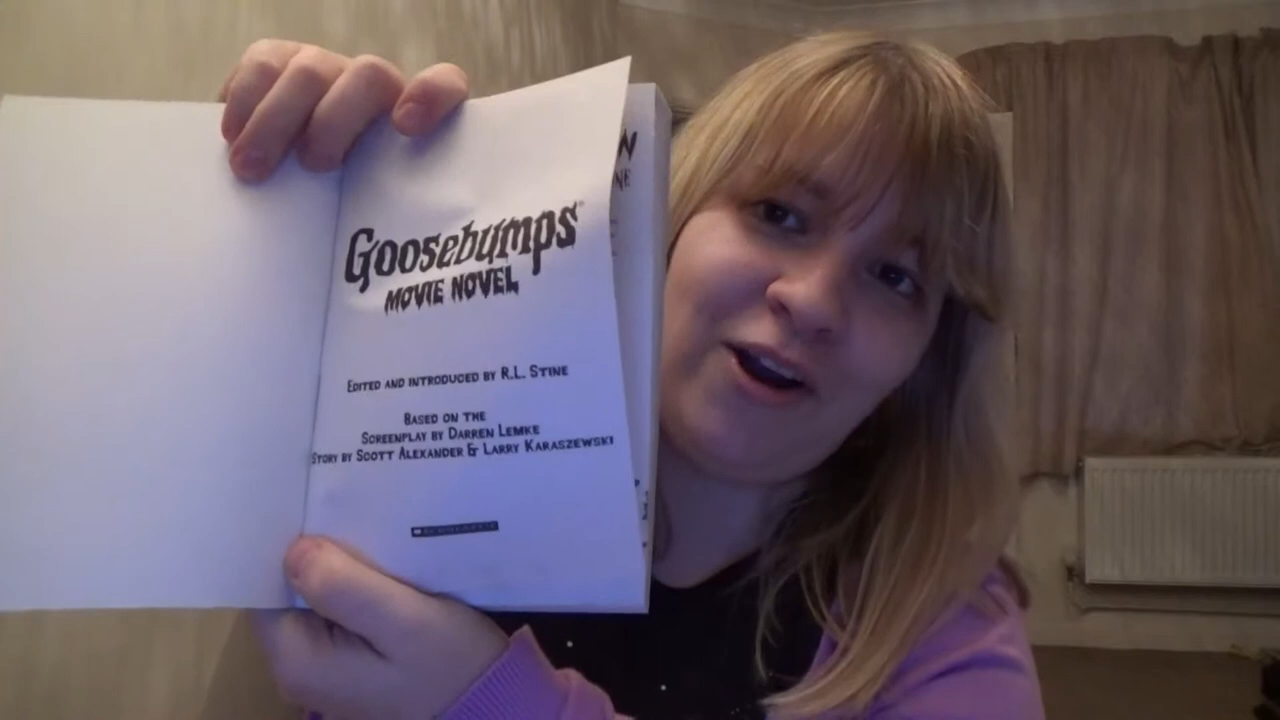 Goosebumps®
MOVIE NOVEL
EDITED AND INTRODUCED BY R.L. STINE
BASED ON THE
SCREENPLAY BY DARREN LEMKE
STORY BY SCOTT ALEXANDER & LARRY KARASZEWSKI
SCHOLASTIC